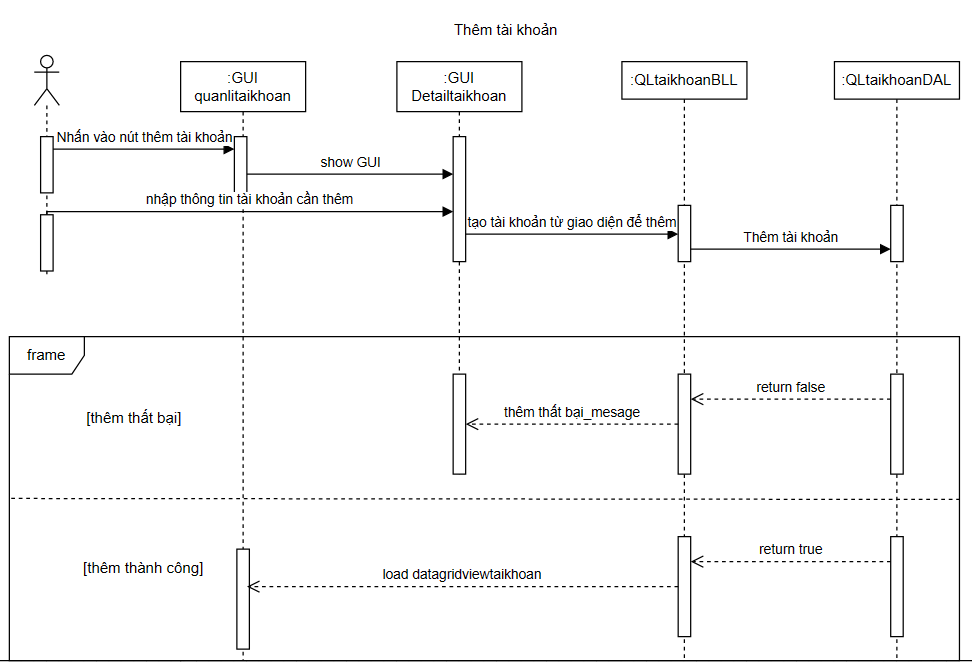 Thêm tài khoản
:GUI
quanlitaikhoan
:GUI
Detailtaikhoan
:QLtaikhoanBLL
:QLtaikhoanDAL
Nhấn vào nút thêm tài khoản
show GUI
nhập thông tin tài khoản cần thêm
tạo tài khoản từ giao diện để thêm
Thêm tài khoản
frame
return false
thêm thất bại_mesage
[thêm thất bại]
return true
[thêm thành công]
load datagridviewtaikhoan